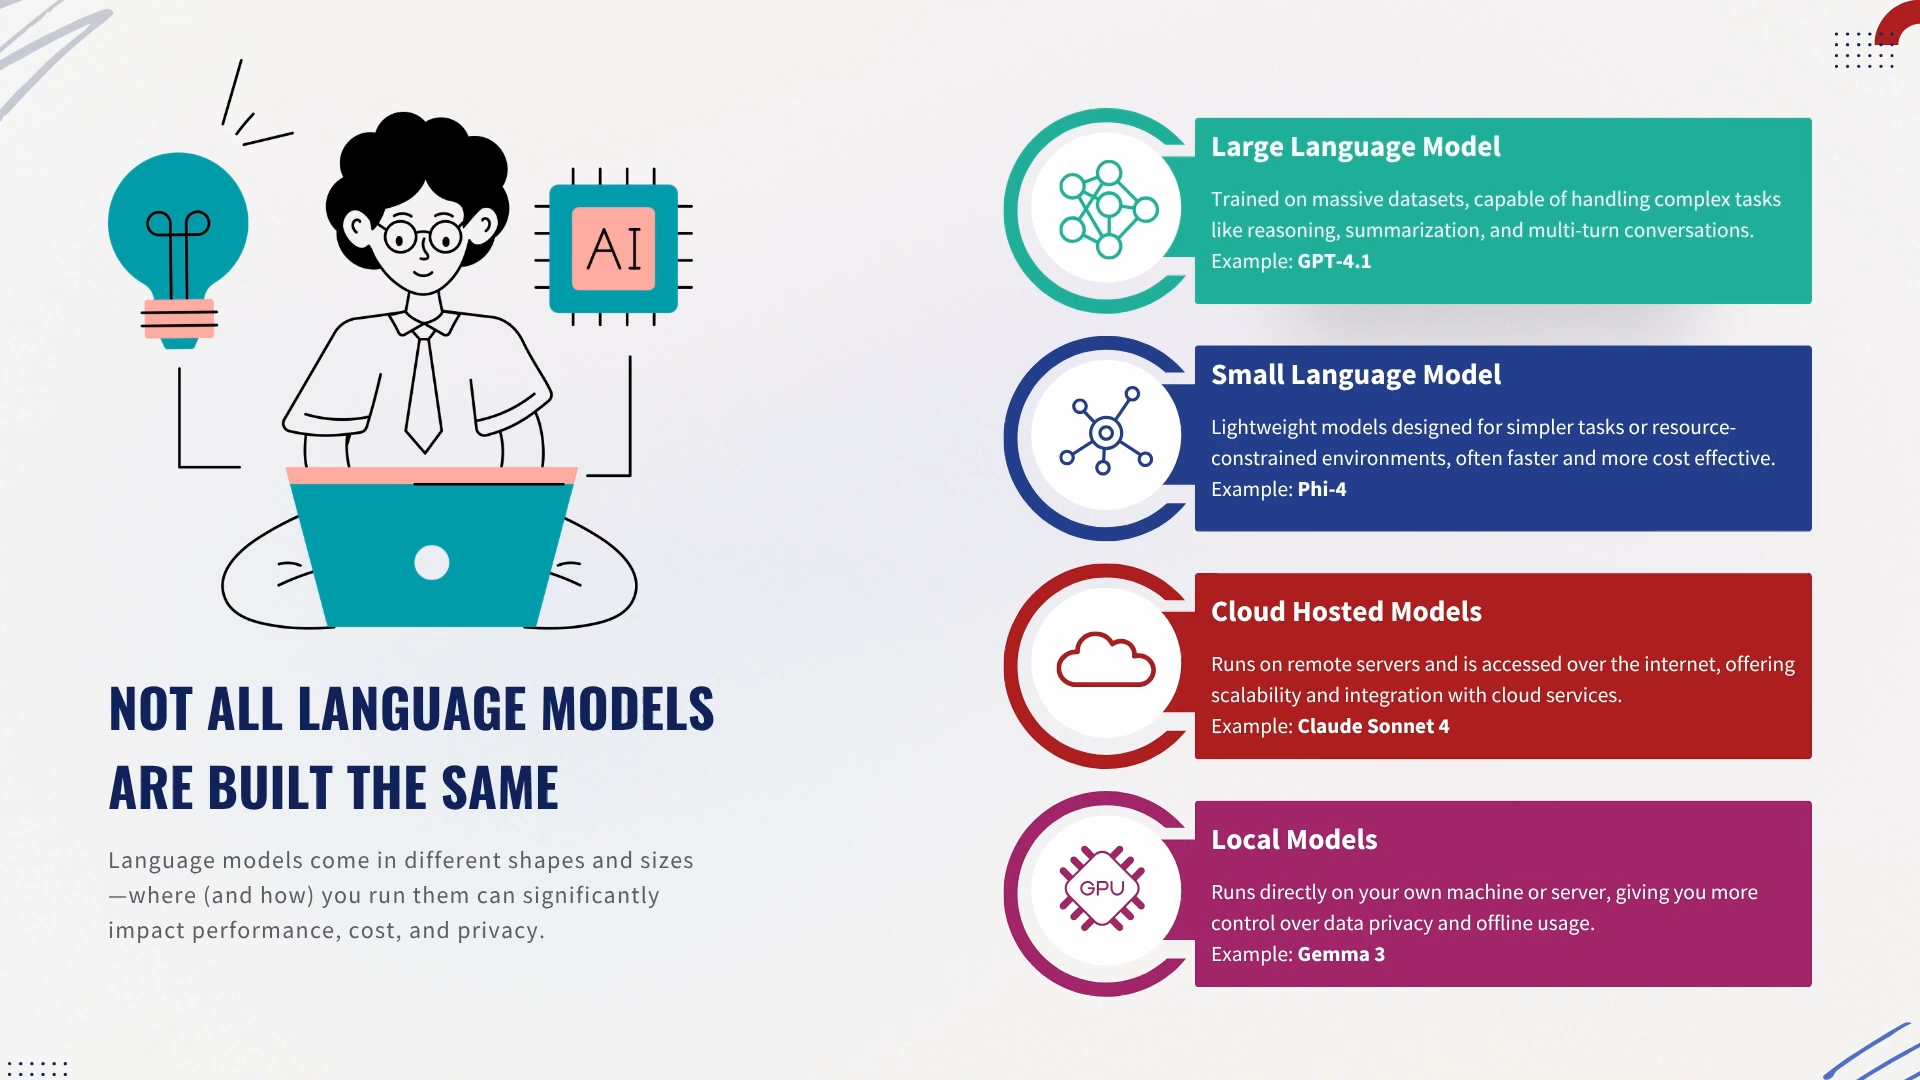 AI
NOT ALL LANGUAGE MODELS
ARE BUILT THE SAME
Language models come in different shapes and sizes
—where (and how) you run them can significantly
impact performance, cost, and privacy.
Large Language Model
Trained on massive datasets, capable of handling complex tasks
like reasoning, summarization, and multi-turn conversations.
Example: GPT-4.1
Small Language Model
Lightweight models designed for simpler tasks or resource-
constrained environments, often faster and more cost effective.
Example: Phi-4
Cloud Hosted Models
Runs on remote servers and is accessed over the internet, offering
scalability and integration with cloud services.
Example: Claude Sonnet 4
GPU
Local Models
Runs directly on your own machine or server, giving you more
control over data privacy and offline usage.
Example: Gemma 3